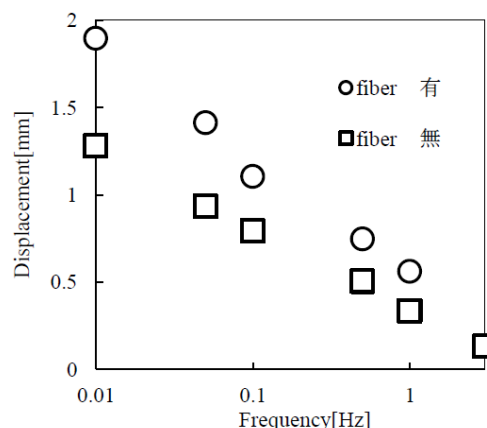 2
1.5
1
0.5
0
Displacement[mm]
fiber 有
fiber 無
0.01 0.1 1
Frequency[Hz]